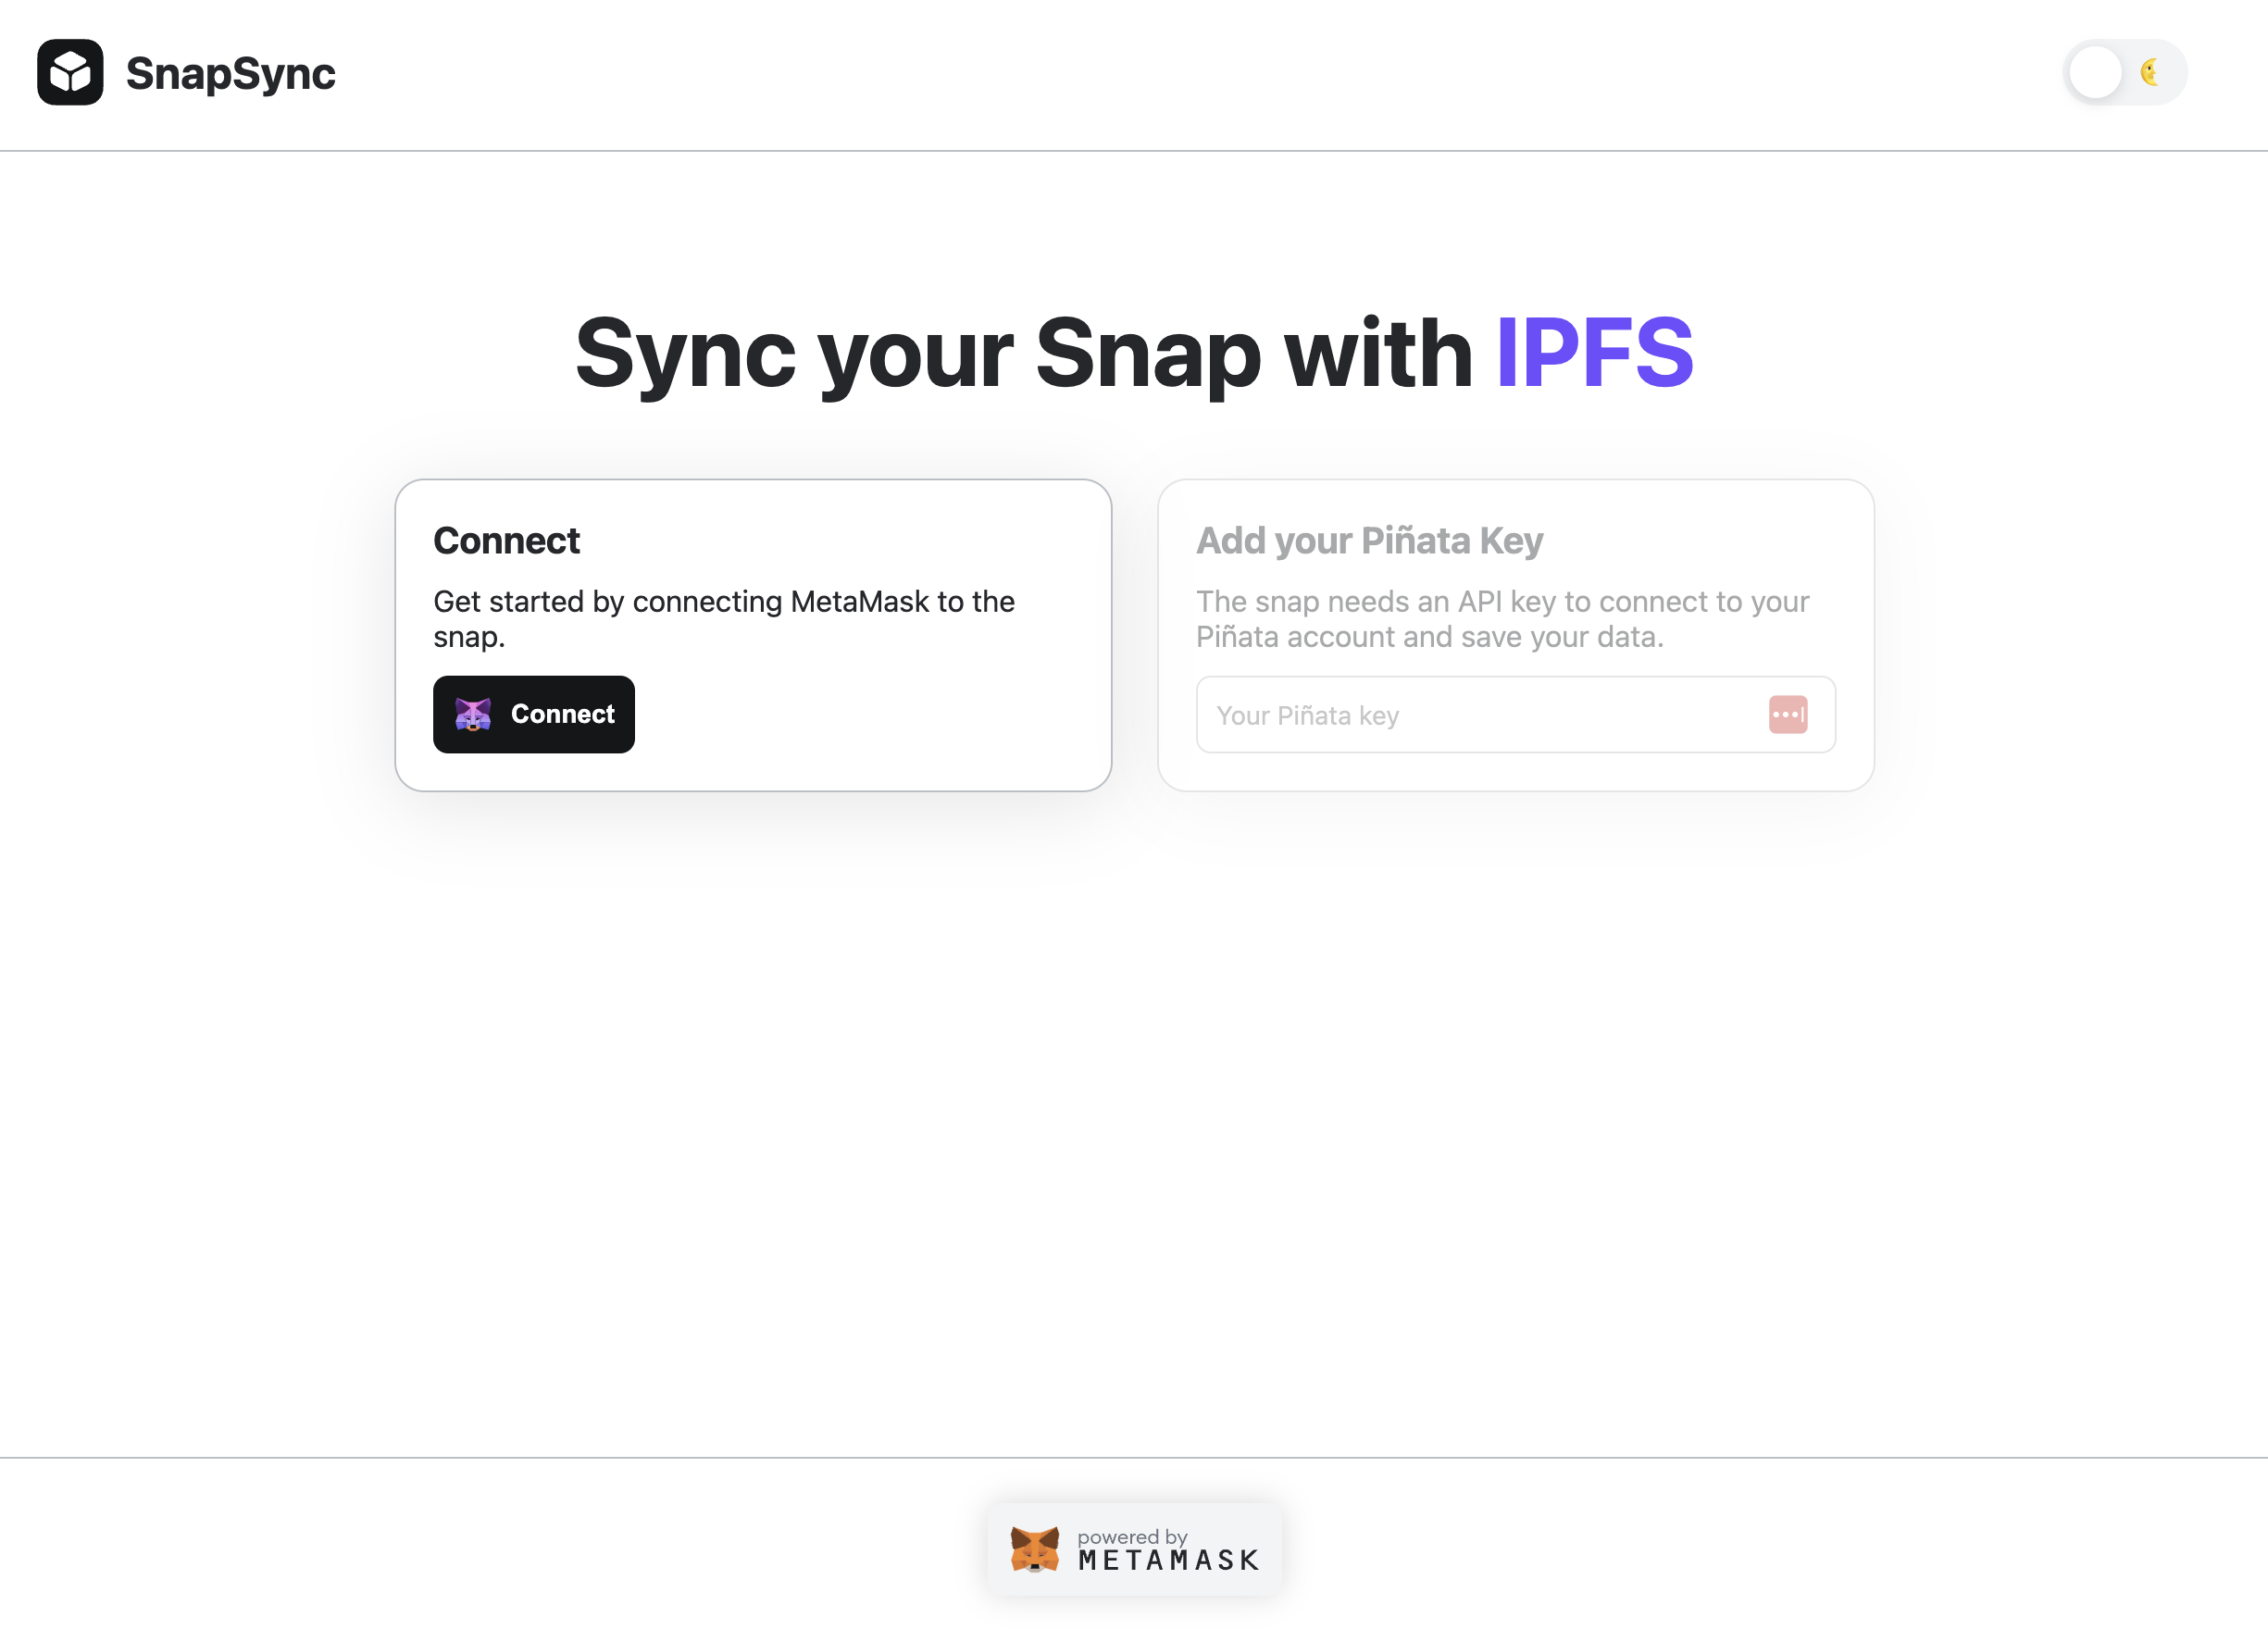 SnapSync
Sync your Snap with IPFS
Connect
Get started by connecting MetaMask to the
snap.
Connect
Add your Piñata Key
The snap needs an API key to connect to your
Piñata account and save your data.
Your Piñata key
powered by
METAMASK